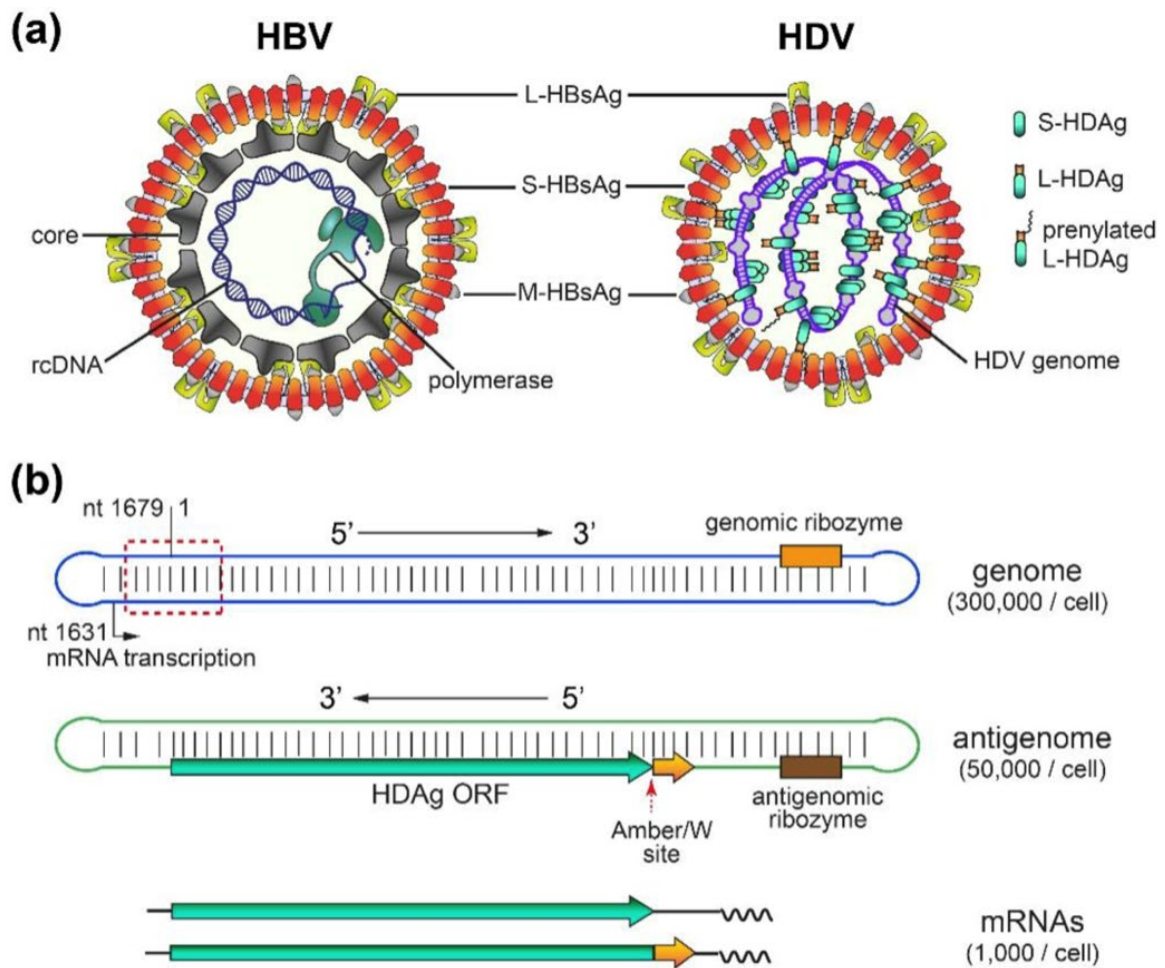 (a)
HBV
HDV
L-HBsAg
S-HDAg
L-HDAg
prenylated
L-HDAg
S-HBsAg
core
M-HBsAg
rcDNA
polymerase
HDV genome
(b)
nt 1679 1
5’ 3’
genomic ribozyme
genome
(300,000 / cell)
nt 1631
mRNA transcription
3’ 5’
antigenome
(50,000 / cell)
HDAg ORF
antigenomic
ribozyme
Amber/W
site
mRNAs
(1,000 / cell)